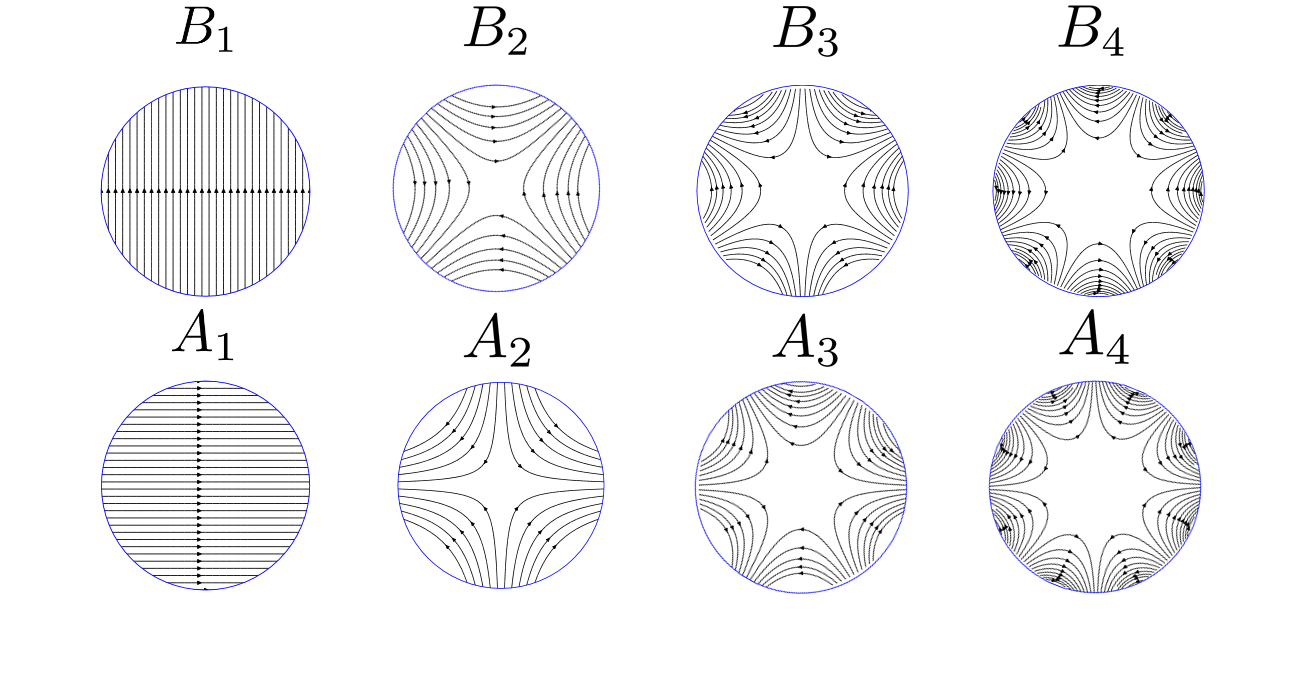 B₁ B₂ B₃ B₄
A₁ A₂ A₃ A₄